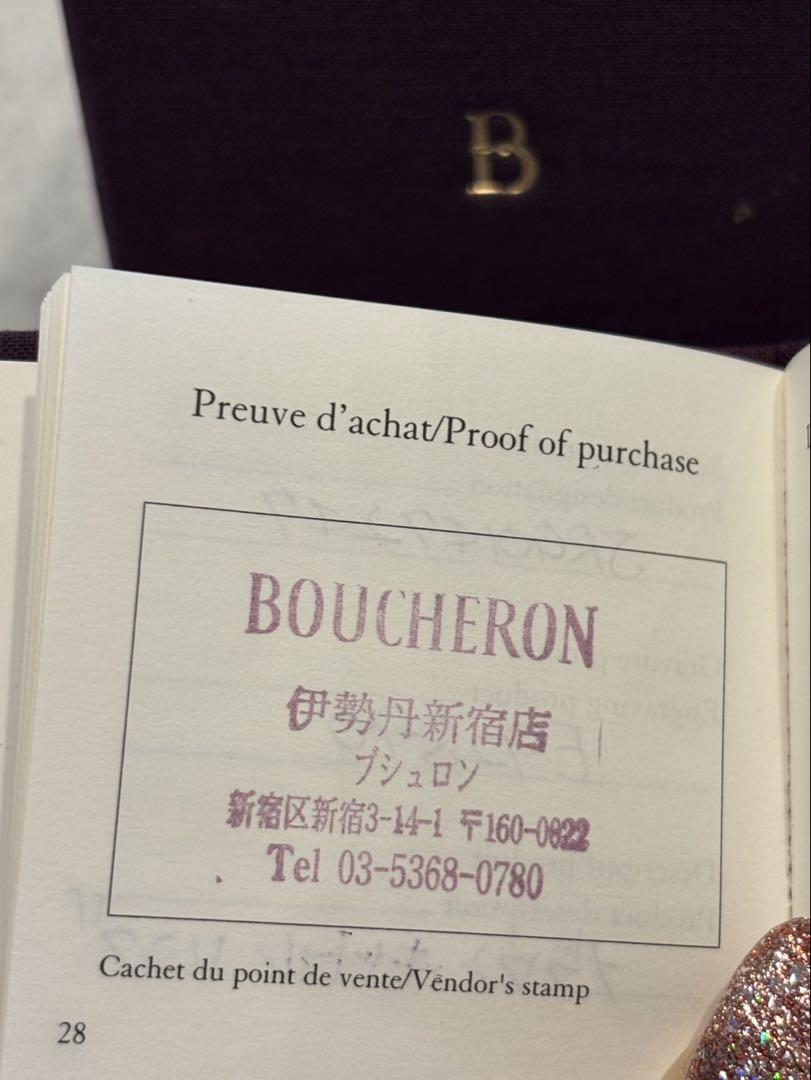 B
Preuve d'achat/Proof of purchase
BOUCHERON
伊勢丹新宿店
ブシュロン
新宿区新宿3-14-1 〒160-0022
Tel 03-5368-0780
Cachet du point de vente/Vendor's stamp
28